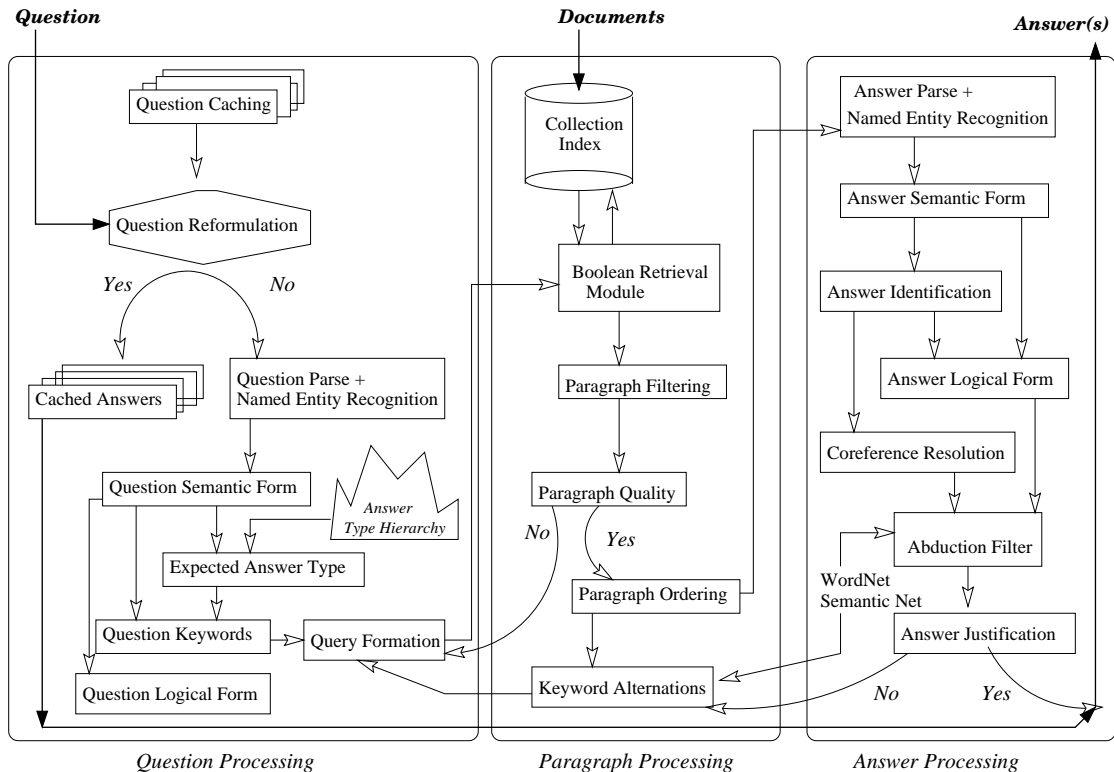 Question
Documents
Answer(s)
Question Caching
Question Reformulation
Yes
No
Cached Answers
Question Parse +
Named Entity Recognition
Question Semantic Form
Answer
Type Hierarchy
Expected Answer Type
Question Keywords
Query Formation
Question Logical Form
Question Processing
Collection
Index
Boolean Retrieval
Module
Paragraph Filtering
Paragraph Quality
No
Yes
Paragraph Ordering
Keyword Alternations
Paragraph Processing
Answer Parse +
Named Entity Recognition
Answer Semantic Form
Answer Identification
Answer Logical Form
Coreference Resolution
Abduction Filter
WordNet
Semantic Net
Answer Justification
No
Yes
Answer Processing